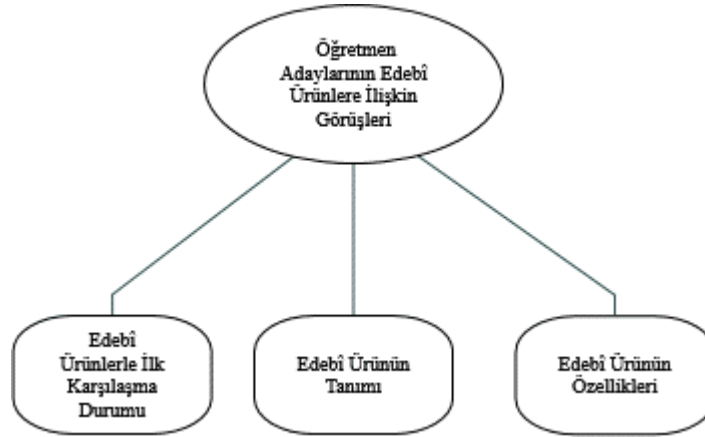 Öğretmen
Adaylarının Edebî
Ürünlere İlişkin
Görüşleri
Edebî
Ürünlerle İlk
Karşılaşma
Durumu
Edebî Ürünün
Tanımı
Edebî Ürünün
Özellikleri